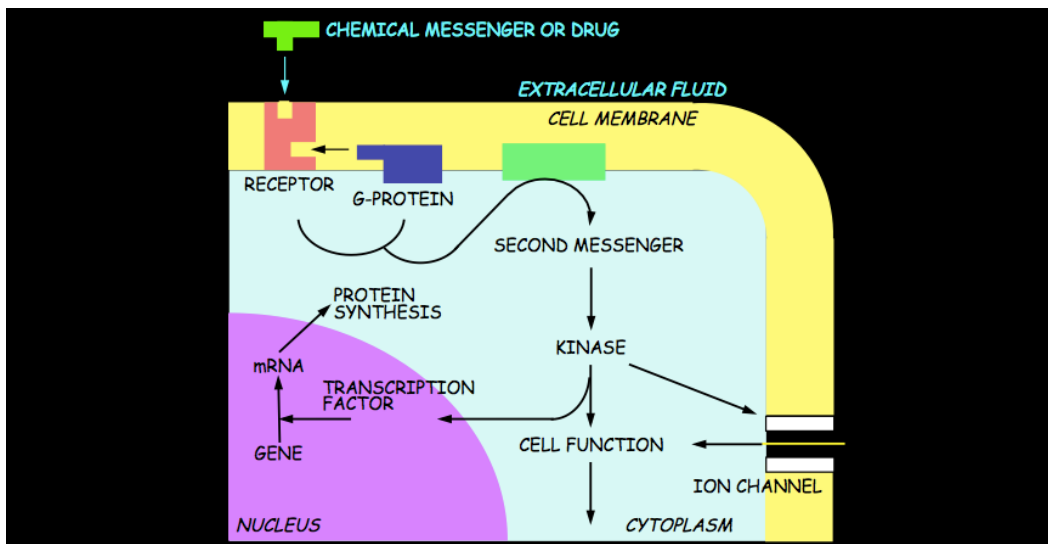 CHEMICAL MESSENGER OR DRUG
EXTRACELLULAR FLUID
CELL MEMBRANE
RECEPTOR
G-PROTEIN
SECOND MESSENGER
PROTEIN
SYNTHESIS
KINASE
mRNA
TRANSCRIPTION
FACTOR
GENE
CELL FUNCTION
ION CHANNEL
NUCLEUS
CYTOPLASM